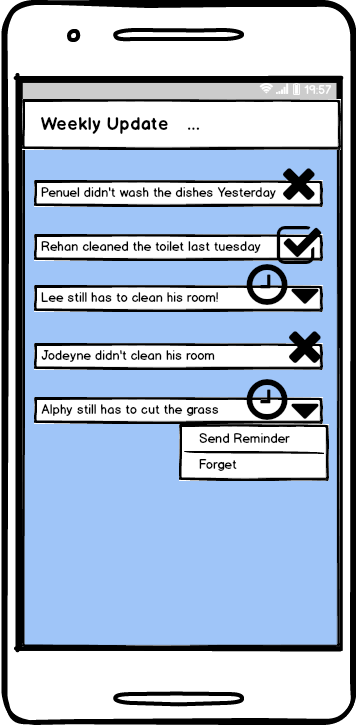 19:57
Weekly Update ...
Penuel didn't wash the dishes Yesterday
Rehan cleaned the toilet last tuesday
Lee still has to clean his room!
Jodeyne didn't clean his room
Alphy still has to cut the grass
Send Reminder
Forget